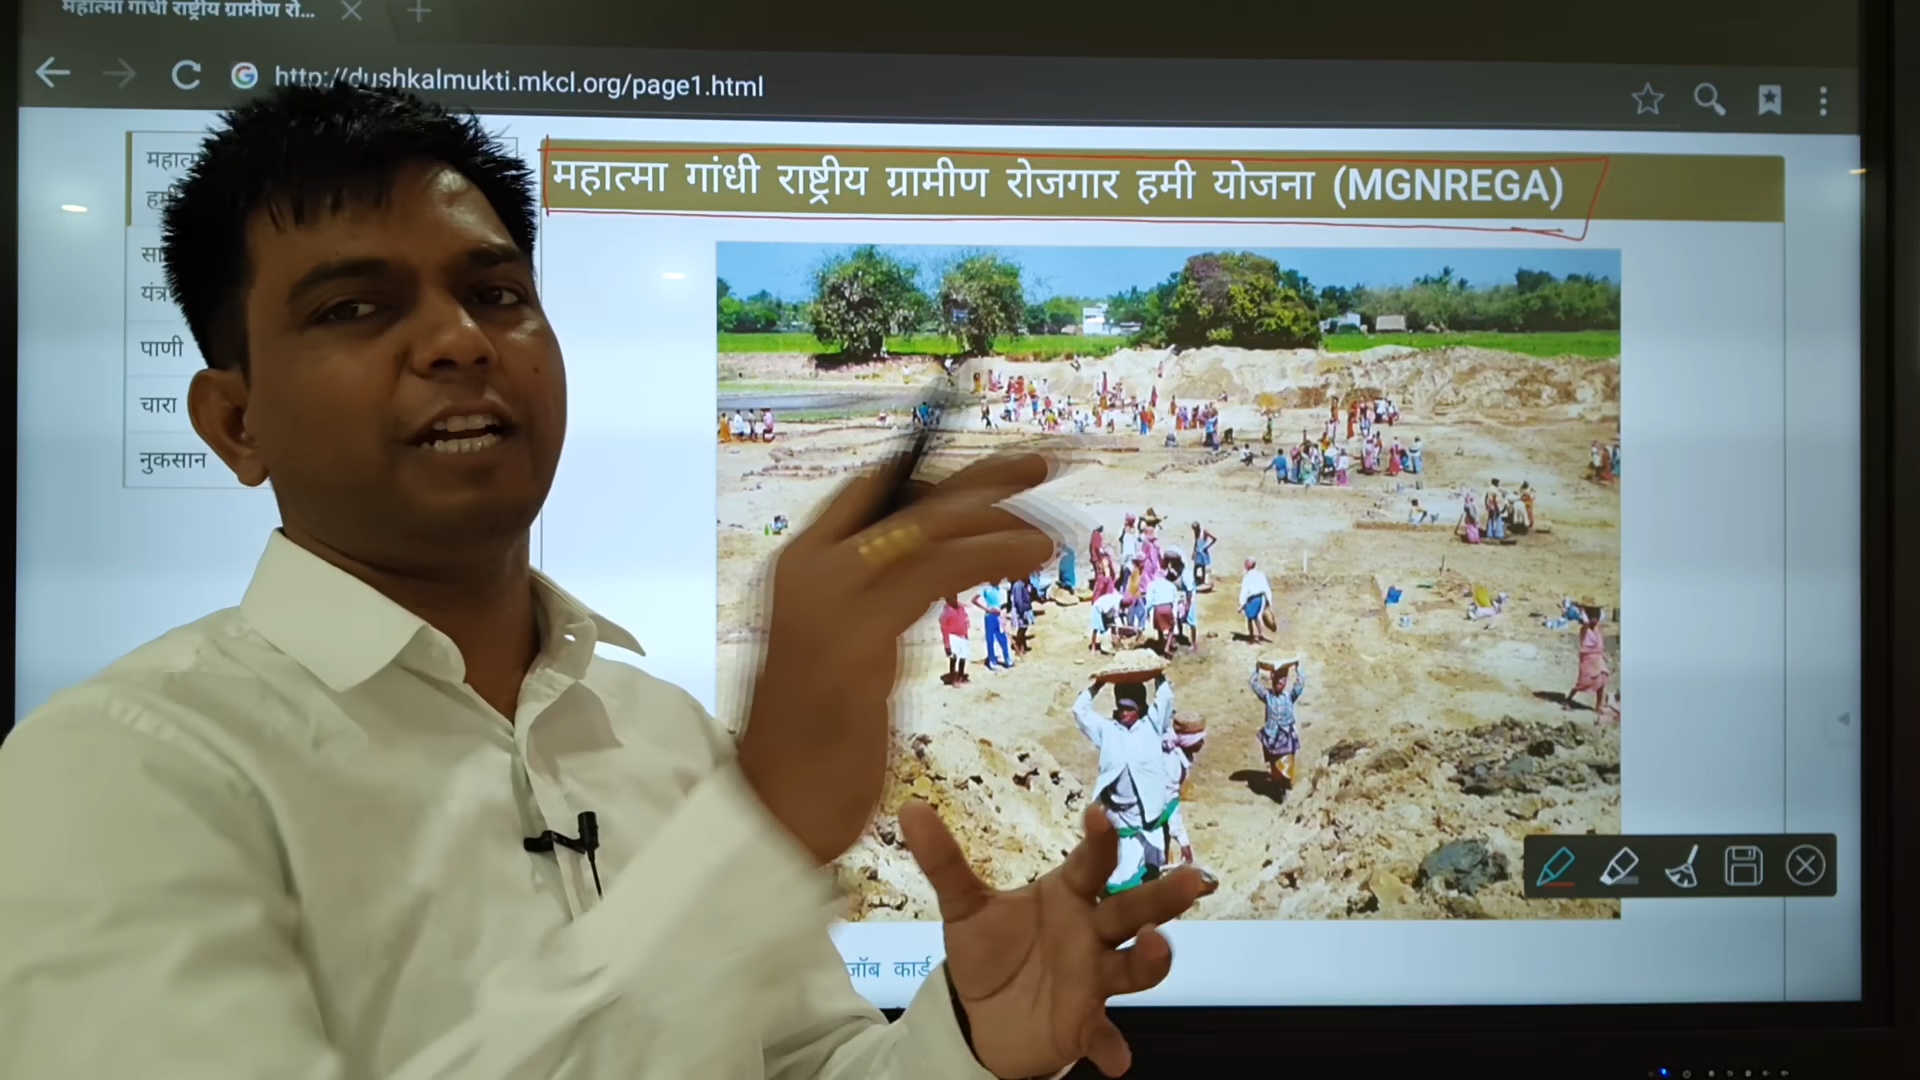 महात्मा गांधी राष्ट्रीय ग्रामीण रो...
http://dushkalmukti.mkcl.org/page1.html
महात्मा गांधी राष्ट्रीय ग्रामीण रोजगार हमी योजना (MGNREGA)
पाणी
चारा
नुकसान
जॉब कार्ड